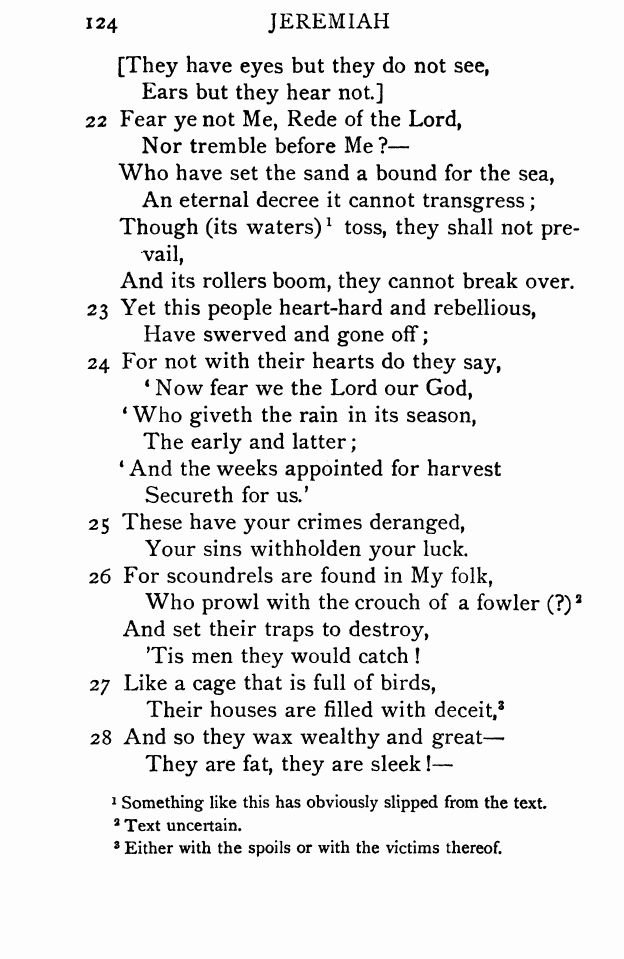 124 JEREMIAH
[They have eyes but they do not see,
Ears but they hear not.]
22 Fear ye not Me, Rede of the Lord,
Nor tremble before Me ?—
Who have set the sand a bound for the sea,
An eternal decree it cannot transgress ;
Though (its waters) ¹ toss, they shall not pre-
vail,
And its rollers boom, they cannot break over.
23 Yet this people heart-hard and rebellious,
Have swerved and gone off ;
24 For not with their hearts do they say,
‘ Now fear we the Lord our God,
‘ Who giveth the rain in its season,
The early and latter ;
‘ And the weeks appointed for harvest
Secureth for us.’
25 These have your crimes deranged,
Your sins withholden your luck.
26 For scoundrels are found in My folk,
Who prowl with the crouch of a fowler (?) ²
And set their traps to destroy,
’Tis men they would catch !
27 Like a cage that is full of birds,
Their houses are filled with deceit,³
28 And so they wax wealthy and great—
They are fat, they are sleek !—
¹ Something like this has obviously slipped from the text.
² Text uncertain.
³ Either with the spoils or with the victims thereof.